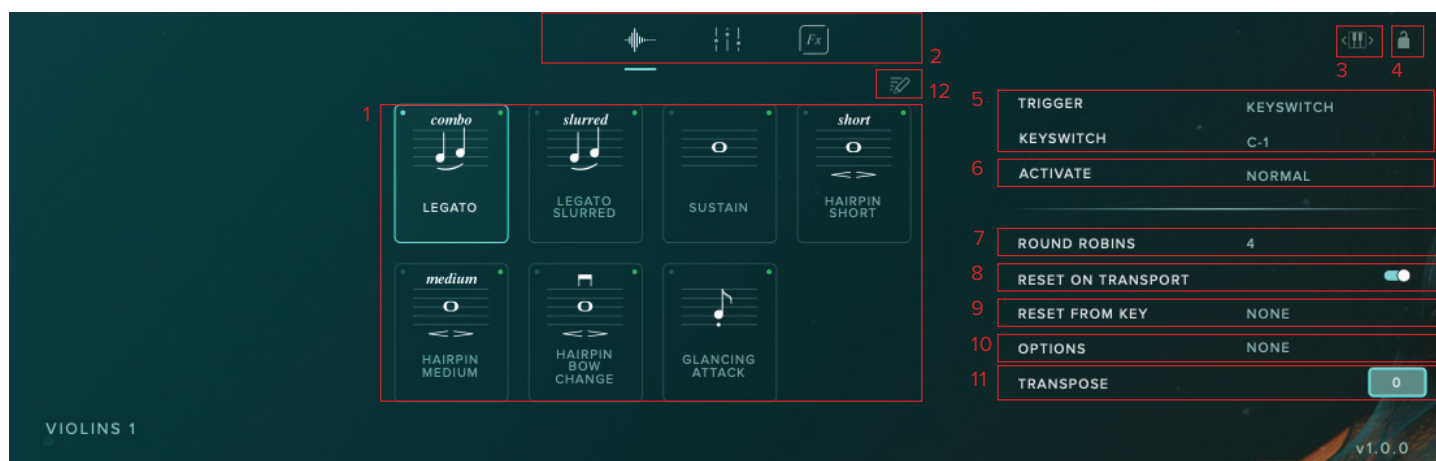 Fx
2
3
4
12
1
combo
LEGATO
slurred
LEGATO
SLURRED
SUSTAIN
short
HAIRPIN
SHORT
medium
HAIRPIN
MEDIUM
HAIRPIN
BOW
CHANGE
GLANCING
ATTACK
5 TRIGGER KEYSWITCH
KEYSWITCH C-1
6 ACTIVATE NORMAL
7 ROUND ROBINS 4
8 RESET ON TRANSPORT
9 RESET FROM KEY NONE
10 OPTIONS NONE
11 TRANSPOSE 0
VIOLINS 1
v1.0.0